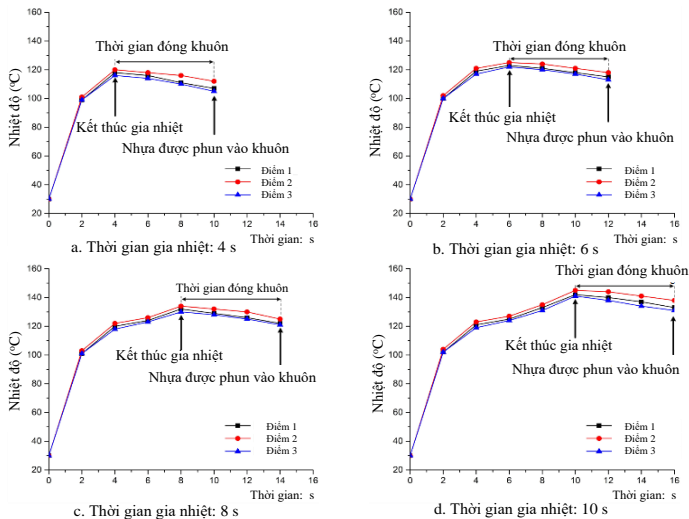 160
140
120
100
80
60
40
20
Nhiệt độ (ºC)
Thời gian đóng khuôn
Kết thúc gia nhiệt
Nhựa được phun vào khuôn
Điểm 1
Điểm 2
Điểm 3
0 2 4 6 8 10 12 14 16
Thời gian: s
a. Thời gian gia nhiệt: 4 s
160
140
120
100
80
60
40
20
Nhiệt độ (ºC)
Thời gian đóng khuôn
Kết thúc gia nhiệt
Nhựa được phun vào khuôn
Điểm 1
Điểm 2
Điểm 3
0 2 4 6 8 10 12 14 16
Thời gian: s
b. Thời gian gia nhiệt: 6 s
160
140
120
100
80
60
40
20
Nhiệt độ (ºC)
Thời gian đóng khuôn
Kết thúc gia nhiệt
Nhựa được phun vào khuôn
Điểm 1
Điểm 2
Điểm 3
0 2 4 6 8 10 12 14 16
Thời gian: s
c. Thời gian gia nhiệt: 8 s
160
140
120
100
80
60
40
20
Nhiệt độ (ºC)
Thời gian đóng khuôn
Kết thúc gia nhiệt
Nhựa được phun vào khuôn
Điểm 1
Điểm 2
Điểm 3
0 2 4 6 8 10 12 14 16
Thời gian: s
d. Thời gian gia nhiệt: 10 s